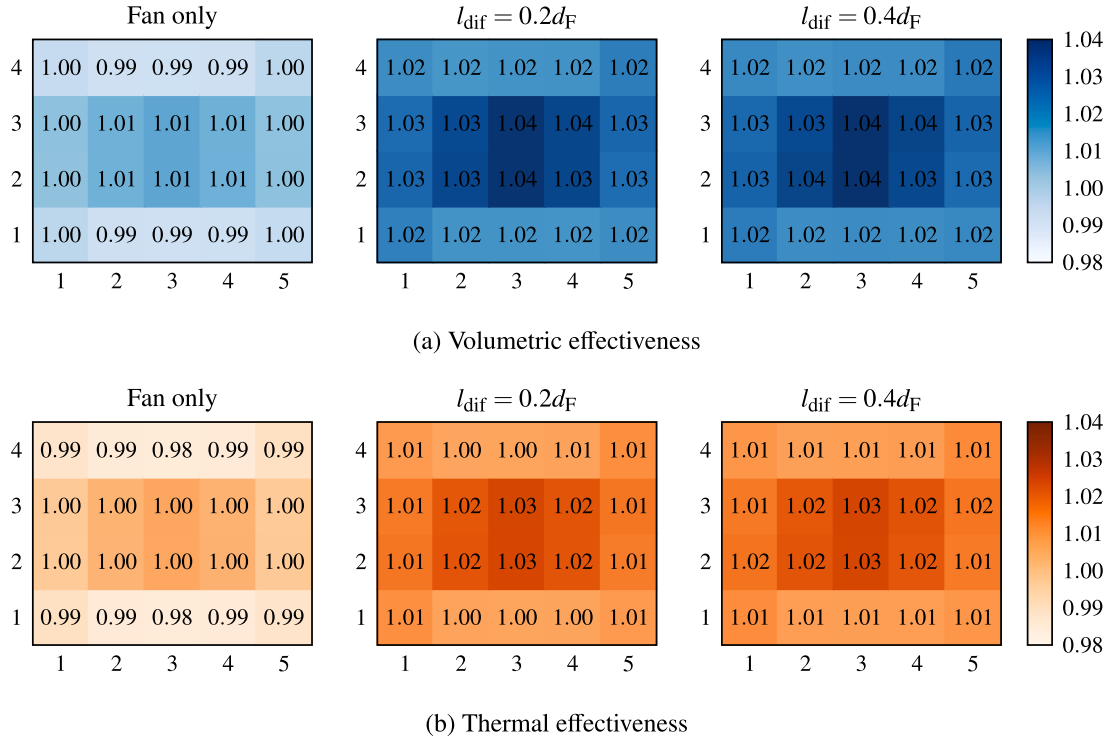 Fan only
l_dif = 0.2d_F
l_dif = 0.4d_F
4 1.00 0.99 0.99 0.99 1.00 1.02 1.02 1.02 1.02 1.02 1.02 1.02 1.02 1.02 1.02
3 1.00 1.01 1.01 1.01 1.00 1.03 1.03 1.04 1.04 1.03 1.03 1.03 1.04 1.04 1.03
2 1.00 1.01 1.01 1.01 1.00 1.03 1.03 1.04 1.03 1.03 1.03 1.04 1.04 1.03 1.03
1 1.00 0.99 0.99 0.99 1.00 1.02 1.02 1.02 1.02 1.02 1.02 1.02 1.02 1.02 1.02
1 2 3 4 5 1 2 3 4 5 1 2 3 4 5
1.04
1.03
1.02
1.01
1.00
0.99
0.98
(a) Volumetric effectiveness
Fan only
l_dif = 0.2d_F
l_dif = 0.4d_F
4 0.99 0.99 0.98 0.99 0.99 1.01 1.00 1.00 1.01 1.01 1.01 1.01 1.01 1.01 1.01
3 1.00 1.00 1.00 1.00 1.00 1.01 1.02 1.03 1.02 1.01 1.01 1.02 1.03 1.02 1.02
2 1.00 1.00 1.00 1.00 1.00 1.01 1.02 1.03 1.02 1.01 1.02 1.02 1.03 1.02 1.01
1 0.99 0.99 0.98 0.99 0.99 1.01 1.00 1.00 1.00 1.01 1.01 1.01 1.01 1.01 1.01
1 2 3 4 5 1 2 3 4 5 1 2 3 4 5
1.04
1.03
1.02
1.01
1.00
0.99
0.98
(b) Thermal effectiveness